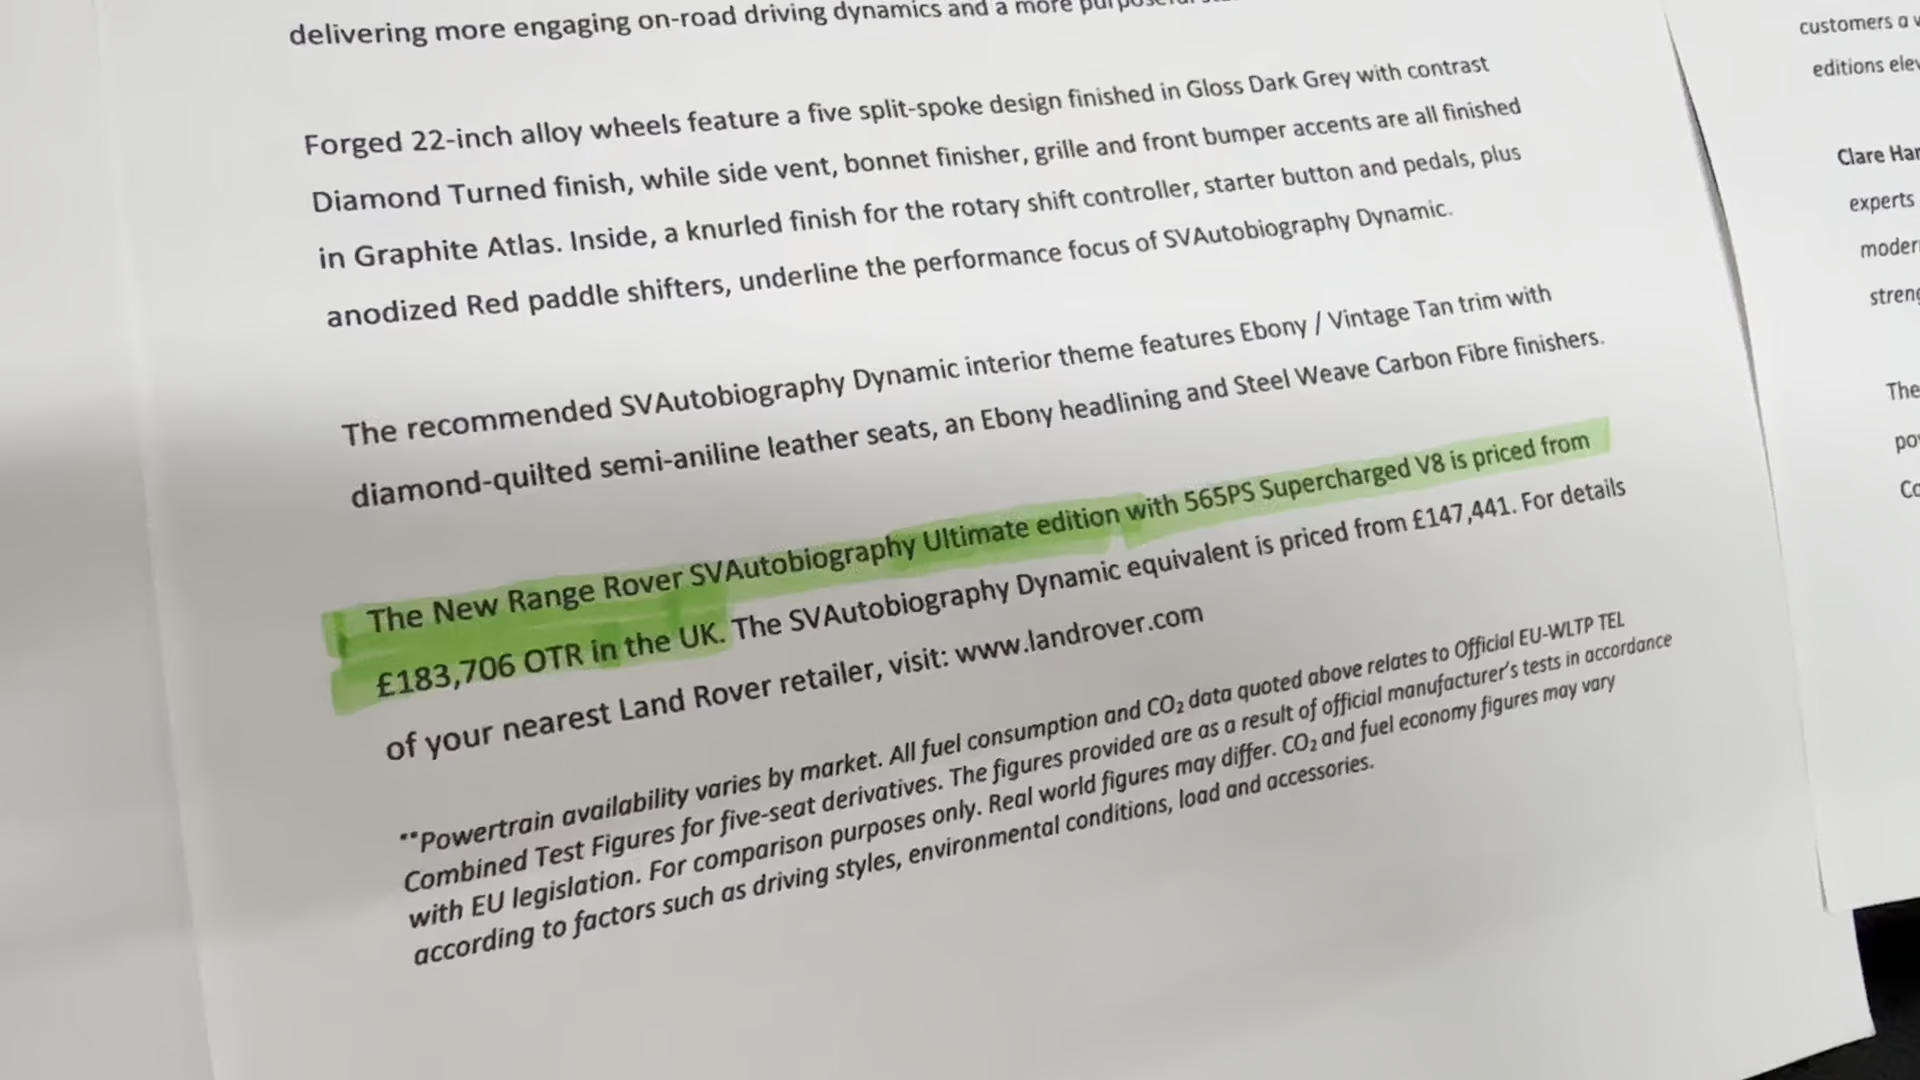 delivering more engaging on-road driving dynamics and a more
Forged 22-inch alloy wheels feature a five split-spoke design finished in Gloss Dark Grey with contrast
Diamond Turned finish, while side vent, bonnet finisher, grille and front bumper accents are all finished
in Graphite Atlas. Inside, a knurled finish for the rotary shift controller, starter button and pedals, plus
anodized Red paddle shifters, underline the performance focus of SVAutobiography Dynamic.
The recommended SVAutobiography Dynamic interior theme features Ebony / Vintage Tan trim with
diamond-quilted semi-aniline leather seats, an Ebony headlining and Steel Weave Carbon Fibre finishers.
The New Range Rover SVAutobiography Ultimate edition with 565PS Supercharged V8 is priced from
£183,706 OTR in the UK. The SVAutobiography Dynamic equivalent is priced from £147,441. For details
of your nearest Land Rover retailer, visit: www.landrover.com
**Powertrain availability varies by market. All fuel consumption and CO₂ data quoted above relates to Official EU-WLTP TEL
Combined Test Figures for five-seat derivatives. The figures provided are as a result of official manufacturer's tests in accordance
with EU legislation. For comparison purposes only. Real world figures may differ. CO₂ and fuel economy figures may vary
according to factors such as driving styles, environmental conditions, load and accessories.
customers a
editions
Clare
experts
The